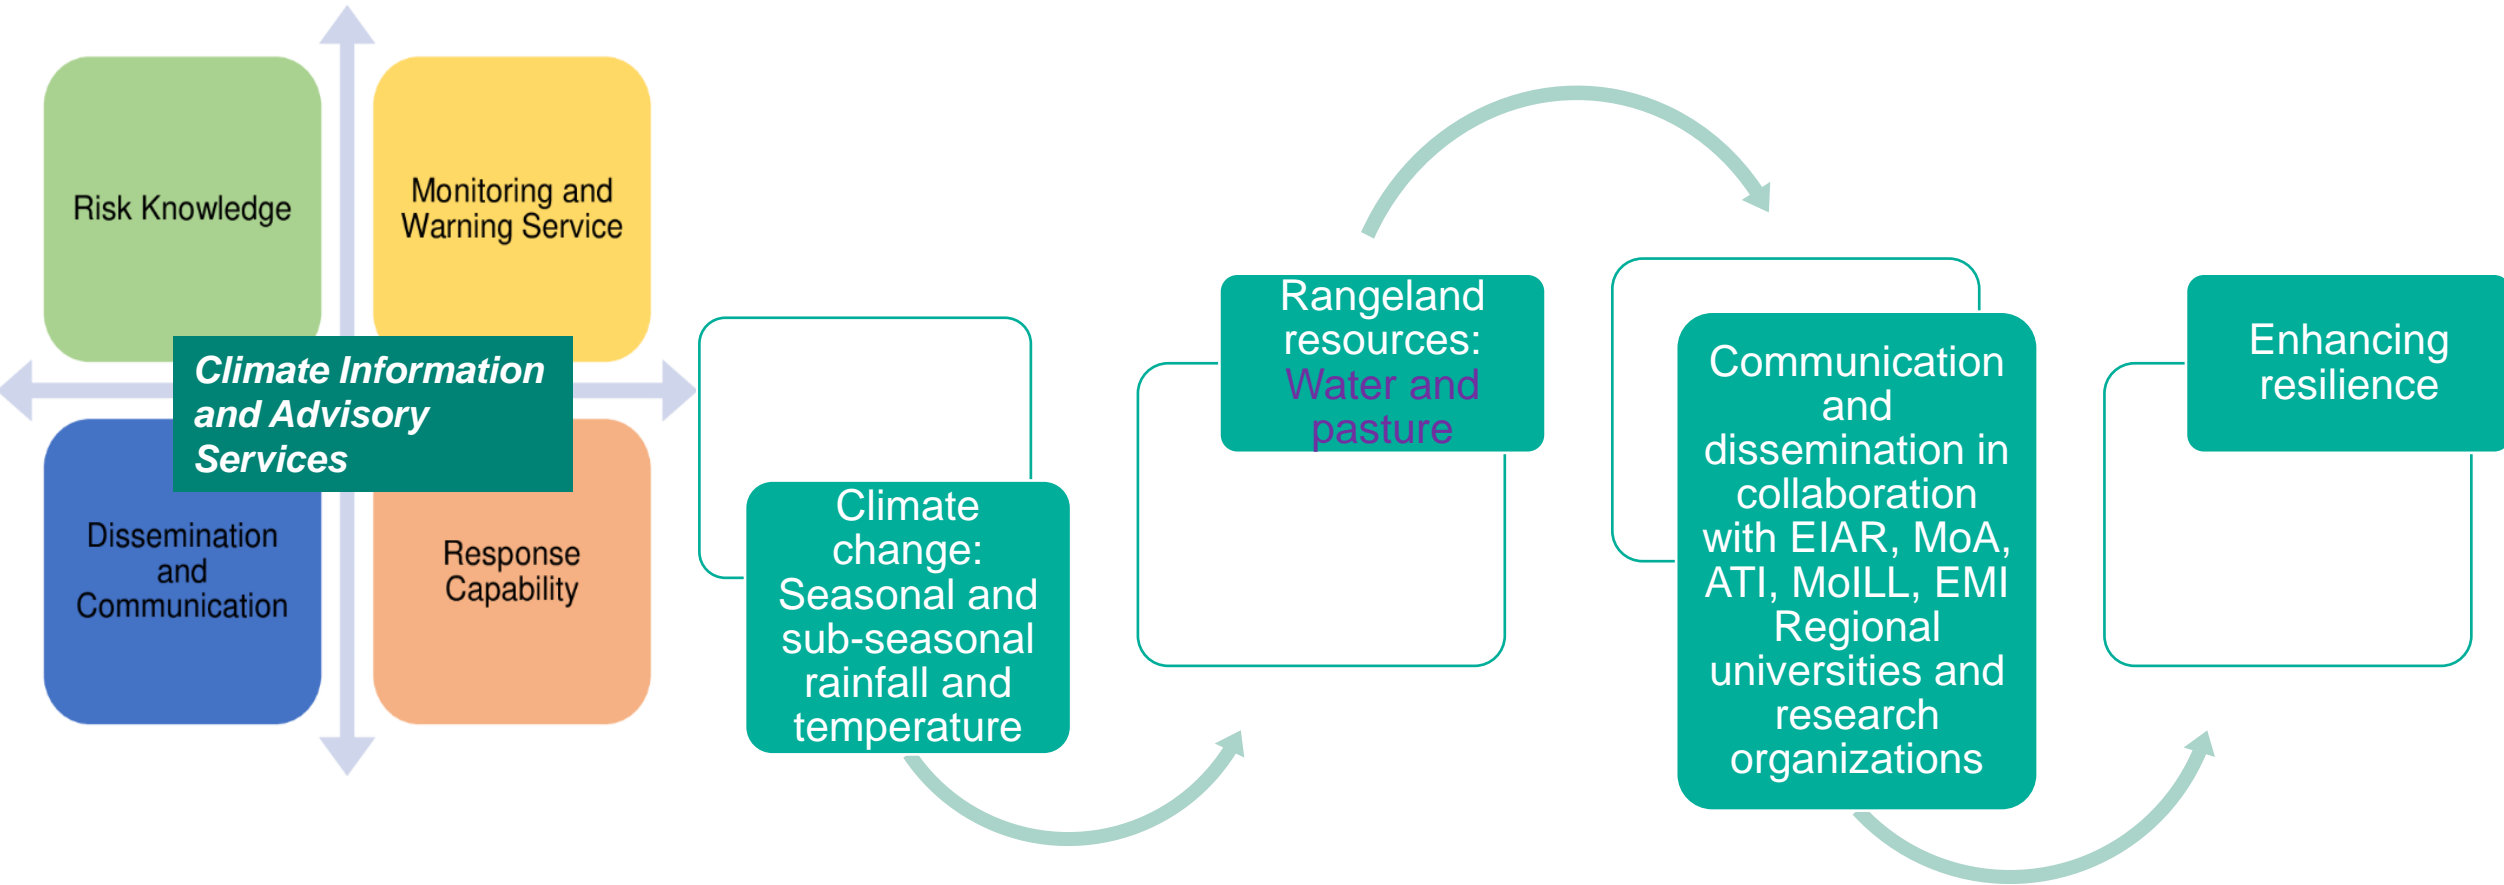 Risk Knowledge
Monitoring and
Warning Service
Climate Information
and Advisory
Services
Dissemination
and
Communication
Response
Capability
Climate
change:
Seasonal and
sub-seasonal
rainfall and
temperature
Rangeland
resources:
Water and
pasture
Communication
and
dissemination in
collaboration
with EIAR, MoA,
ATI, MoILL, EMI
Regional
universities and
research
organizations
Enhancing
resilience